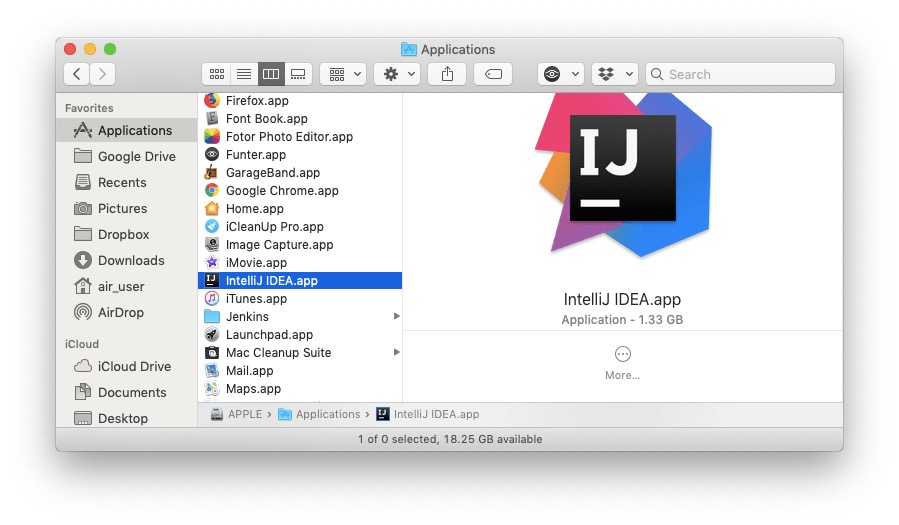 Applications
Search
Favorites
Applications
Google Drive
Recents
Pictures
Dropbox
Downloads
air_user
AirDrop
iCloud
iCloud Drive
Documents
Desktop
Firefox.app
Font Book.app
Fotor Photo Editor.app
Funter.app
GarageBand.app
Google Chrome.app
Home.app
iCleanUp Pro.app
Image Capture.app
iMovie.app
IntelliJ IDEA.app
iTunes.app
Jenkins
Launchpad.app
Mac Cleanup Suite
Mail.app
Maps.app
IJ
IntelliJ IDEA.app
Application - 1.33 GB
More...
APPLE › Applications › IntelliJ IDEA.app
1 of 0 selected, 18.25 GB available